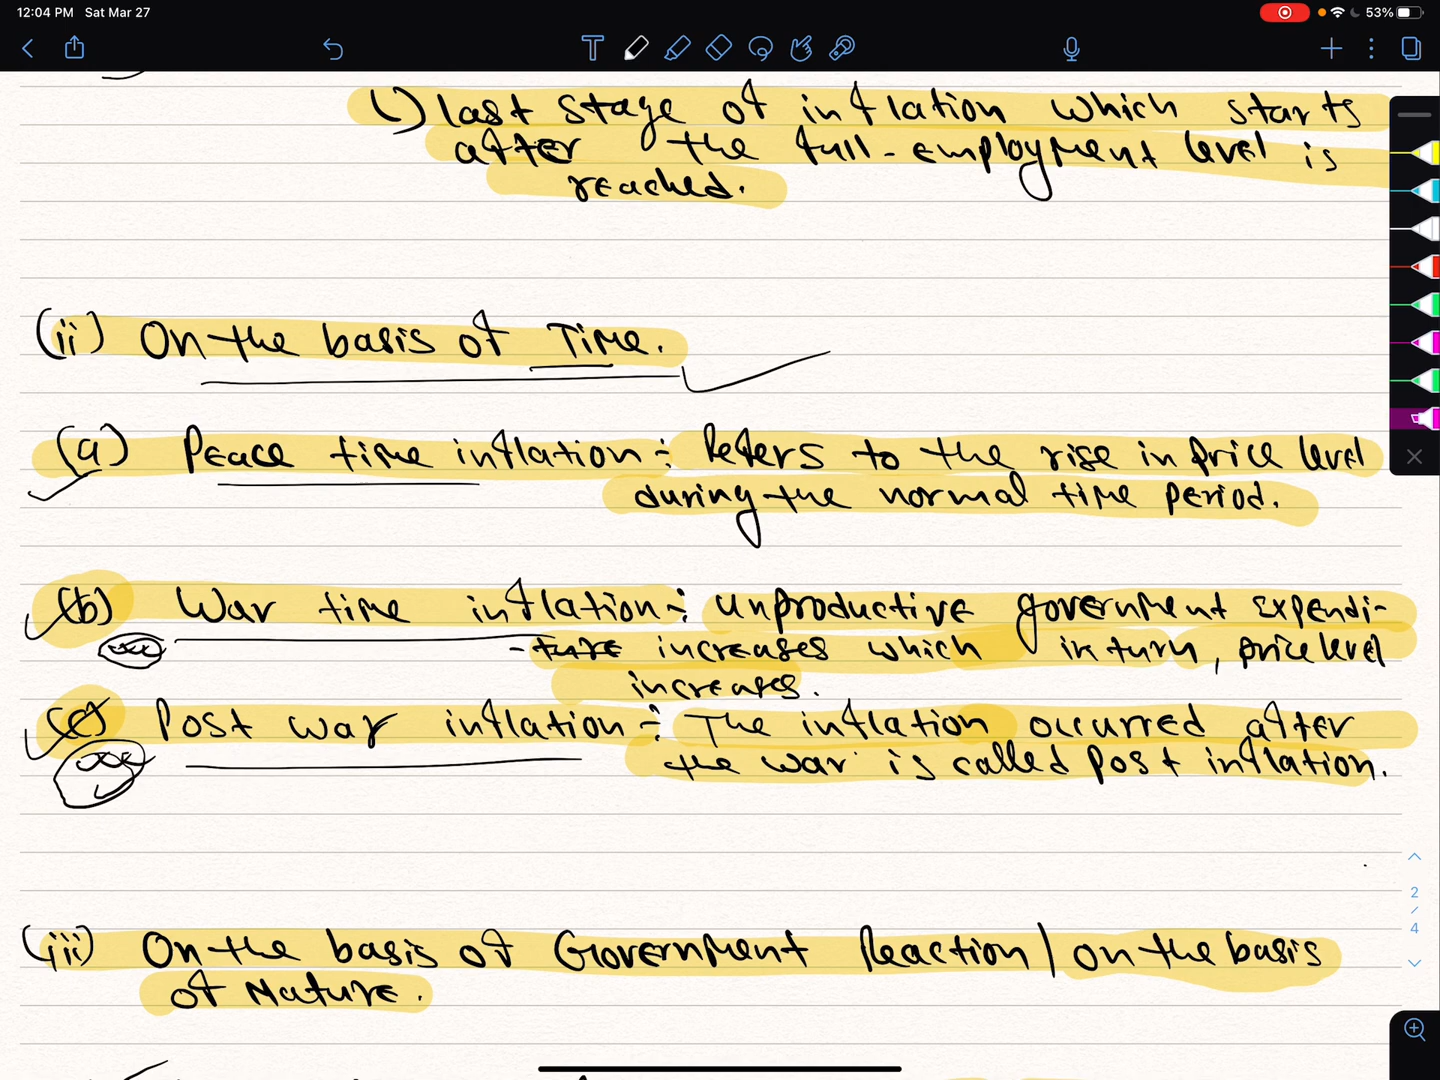 12:04 PM Sat Mar 27
53%
last stage of inflation which starts
after the full-employment level is
reached.
(ii) On the basis of Time.
(a) Peace time inflation:- Refers to the rise in price level
during the normal time period.
(b) War time inflation:- unproductive government expendi-
-ture increases which in turn, price level
increases.
(c) Post war inflation:- The inflation occurred after
the war is called post inflation.
2
/
4
(iii) On the basis of Government Reaction/on the basis
of Nature.